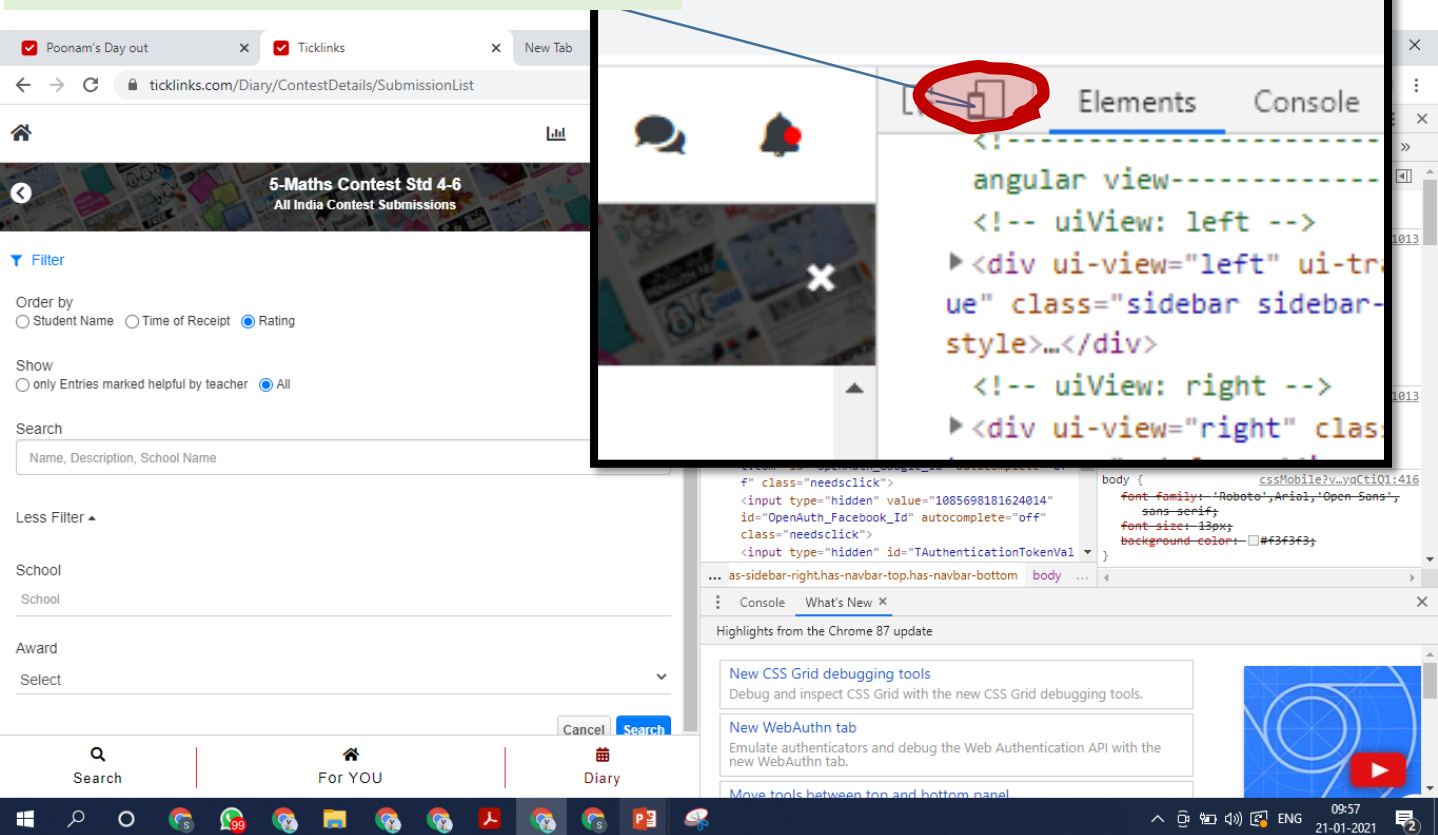 Poonam's Day out
Ticklinks
New Tab
ticklinks.com/Diary/ContestDetails/SubmissionList
5-Maths Contest Std 4-6
All India Contest Submissions
Filter
Order by
Student Name Time of Receipt Rating
Show
only Entries marked helpful by teacher All
Search
Name, Description, School Name
Less Filter
School
School
Award
Select
Cancel Search
Search For YOU Diary
Elements Console
<!-----------------------
angular view-------------
<!-- uiView: left -->
<div ui-view="left" ui-tr
ue" class="sidebar sidebar-
style>…</div>
<!-- uiView: right -->
<div ui-view="right" clas
»
1013
1013
f" class="needsclick">
<input type="hidden" value="1085698181624014"
id="OpenAuth_Facebook_Id" autocomplete="off"
class="needsclick">
<input type="hidden" id="TAuthenticationTokenVal
body { cssMobile?v…yqCtiQ1:416
font-family: 'Roboto',Arial,'Open Sans',
sans-serif;
font-size: 13px;
background-color: #f3f3f3;
}
... as-sidebar-right.has-navbar-top.has-navbar-bottom body ...
Console What's New ×
Highlights from the Chrome 87 update
New CSS Grid debugging tools
Debug and inspect CSS Grid with the new CSS Grid debugging tools.
New WebAuthn tab
Emulate authenticators and debug the Web Authentication API with the
new WebAuthn tab.
Move tools between top and bottom panel
99
ENG
09:57
21-01-2021
2